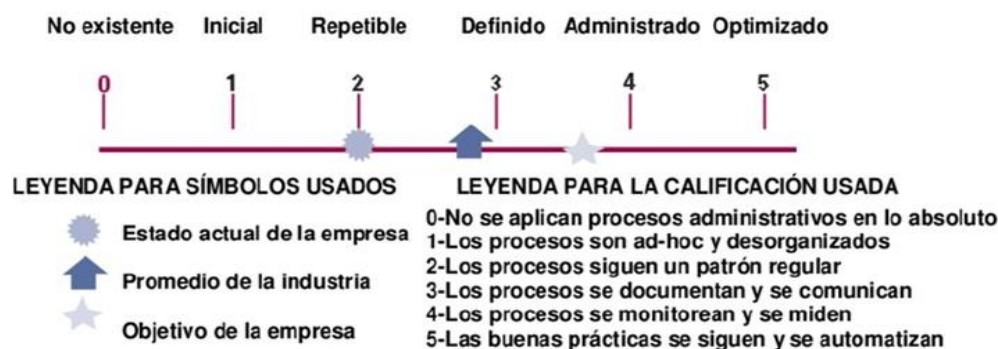 No existente Inicial Repetible Definido Administrado Optimizado
0 1 2 3 4 5
LEYENDA PARA SÍMBOLOS USADOS
Estado actual de la empresa
Promedio de la industria
Objetivo de la empresa
LEYENDA PARA LA CALIFICACIÓN USADA
0-No se aplican procesos administrativos en lo absoluto
1-Los procesos son ad-hoc y desorganizados
2-Los procesos siguen un patrón regular
3-Los procesos se documentan y se comunican
4-Los procesos se monitorean y se miden
5-Las buenas prácticas se siguen y se automatizan